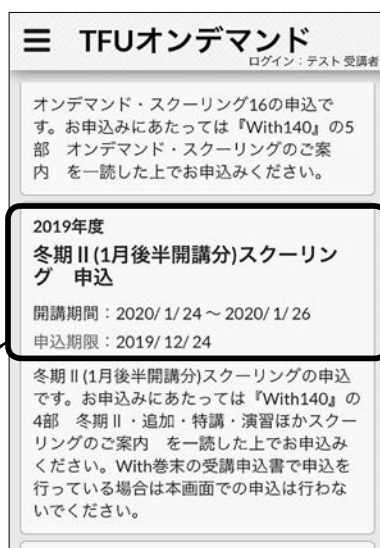 ☰ TFUオンデマンド
ログイン：テスト 受講者
オンデマンド・スクーリング16の申込で
す。お申込みにあたっては『With140』の5
部　オンデマンド・スクーリングのご案
内　を一読した上でお申込みください。
2019年度
冬期Ⅱ(1月後半開講分)スクーリン
グ　申込
開講期間：2020/ 1/ 24 ～ 2020/ 1/ 26
申込期限：2019/ 12/ 24
冬期Ⅱ(1月後半開講分)スクーリングの申込
です。お申込みにあたっては『With140』の
4部　冬期Ⅱ・追加・特講・演習ほかスクー
リングのご案内　を一読した上でお申込み
ください。With巻末の受講申込書で申込を
行っている場合は本画面での申込は行わな
いでください。